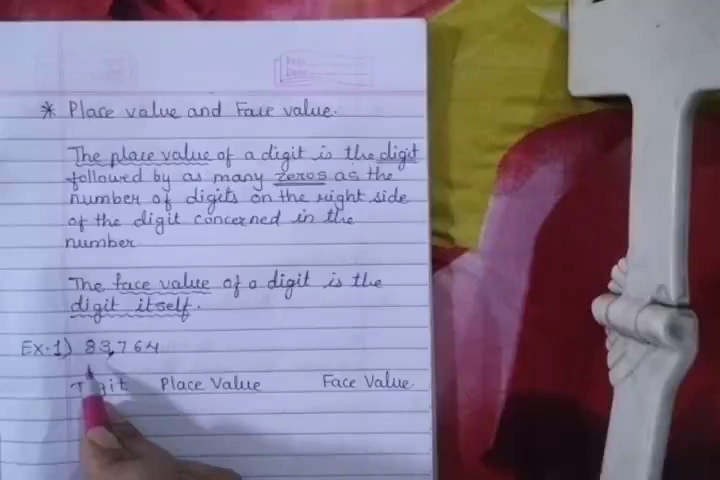 * Place value and Face value.
The place value of a digit is the digit
followed by as many zeros as the
number of digits on the right side
of the digit concerned in the
number
The face value of a digit is the
digit itself.
Ex-1) 83,764
Digit Place Value Face Value.